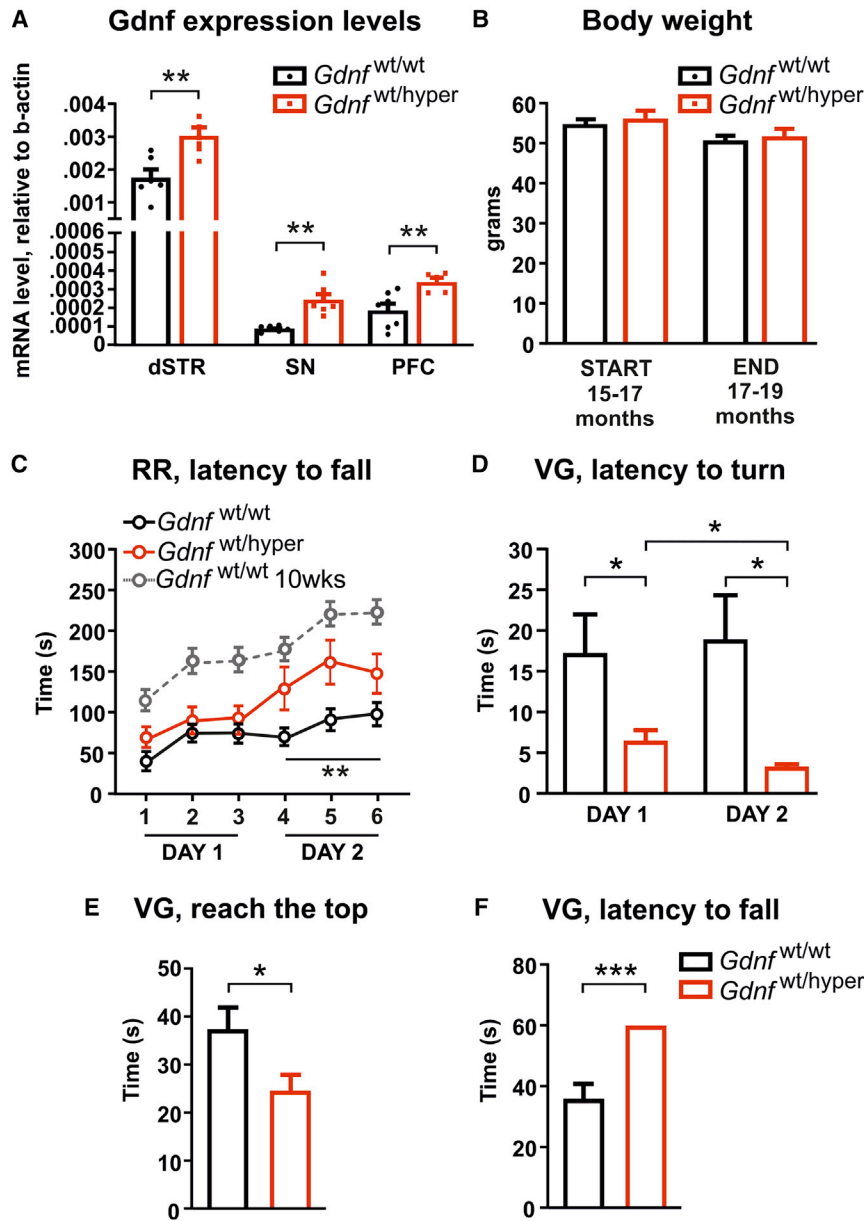 A Gdnf expression levels
Gdnf wt/wt
Gdnf wt/hyper
mRNA level, relative to b-actin
.004
.003
.002
.001
.0006
.0004
.0002
.0001
0
**
**
**
dSTR SN PFC
B Body weight
Gdnf wt/wt
Gdnf wt/hyper
grams
60
50
40
30
20
10
0
START
15-17
months
END
17-19
months
C RR, latency to fall
Gdnf wt/wt
Gdnf wt/hyper
Gdnf wt/wt 10wks
Time (s)
300
250
200
150
100
50
0
**
1 2 3 4 5 6
DAY 1 DAY 2
D VG, latency to turn
Time (s)
30
25
20
15
10
5
0
*
*
*
DAY 1 DAY 2
E VG, reach the top
Time (s)
50
40
30
20
10
0
*
F VG, latency to fall
Gdnf wt/wt
Gdnf wt/hyper
Time (s)
80
60
40
20
0
***